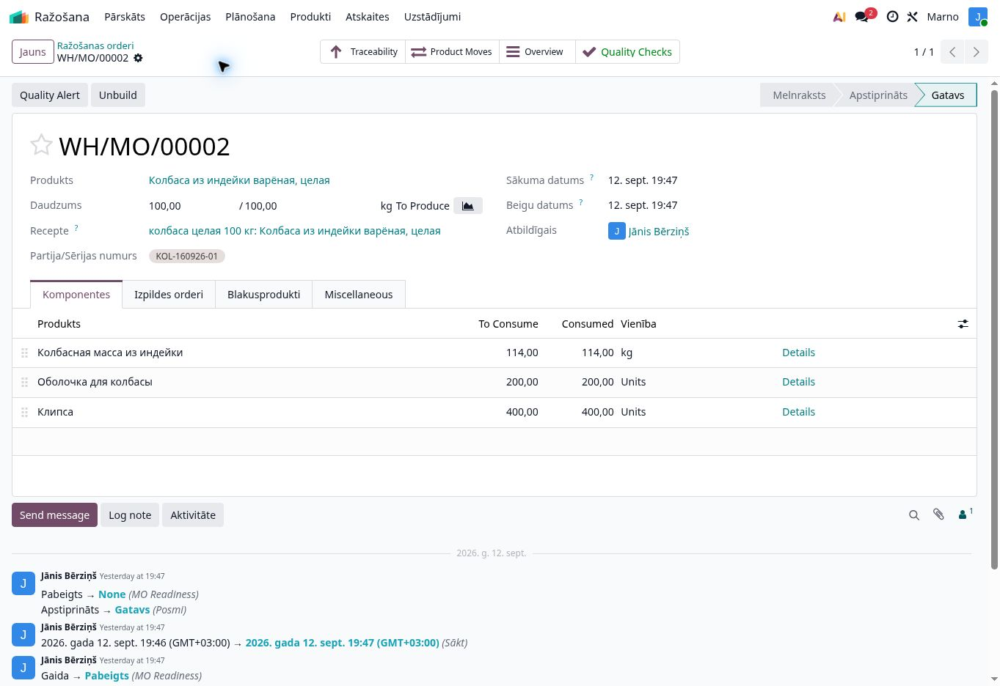 Ražošana Pārskāts Operācijas Plānošana Produkti Atskaites Uzstādījumi AI 2 Marno J
Jauns Ražošanas orderi Traceability Product Moves Overview Quality Checks 1 / 1
WH/MO/00002
Quality Alert Unbuild Melnraksts Apstiprināts Gatavs
WH/MO/00002
Produkts Колбаса из индейки варёная, целая Sākuma datums ? 12. sept. 19:47
Daudzums 100,00 / 100,00 kg To Produce Beigu datums ? 12. sept. 19:47
Recepte ? колбаса целая 100 кг: Колбаса из индейки варёная, целая Atbildīgais J Jānis Bērziņš
Partija/Sērijas numurs KOL-160926-01
Komponentes Izpildes orderi Blakusprodukti Miscellaneous
Produkts To Consume Consumed Vienība
Колбасная масса из индейки 114,00 114,00 kg Details
Оболочка для колбасы 200,00 200,00 Units Details
Клипса 400,00 400,00 Units Details
Send message Log note Aktivitāte 1
2026. g. 12. sept.
J Jānis Bērziņš Yesterday at 19:47
Pabeigts → None (MO Readiness)
Apstiprināts → Gatavs (Posmi)
J Jānis Bērziņš Yesterday at 19:47
2026. gada 12. sept. 19:46 (GMT+03:00) → 2026. gada 12. sept. 19:47 (GMT+03:00) (Sākt)
J Jānis Bērziņš Yesterday at 19:47
Gaida → Pabeigts (MO Readiness)